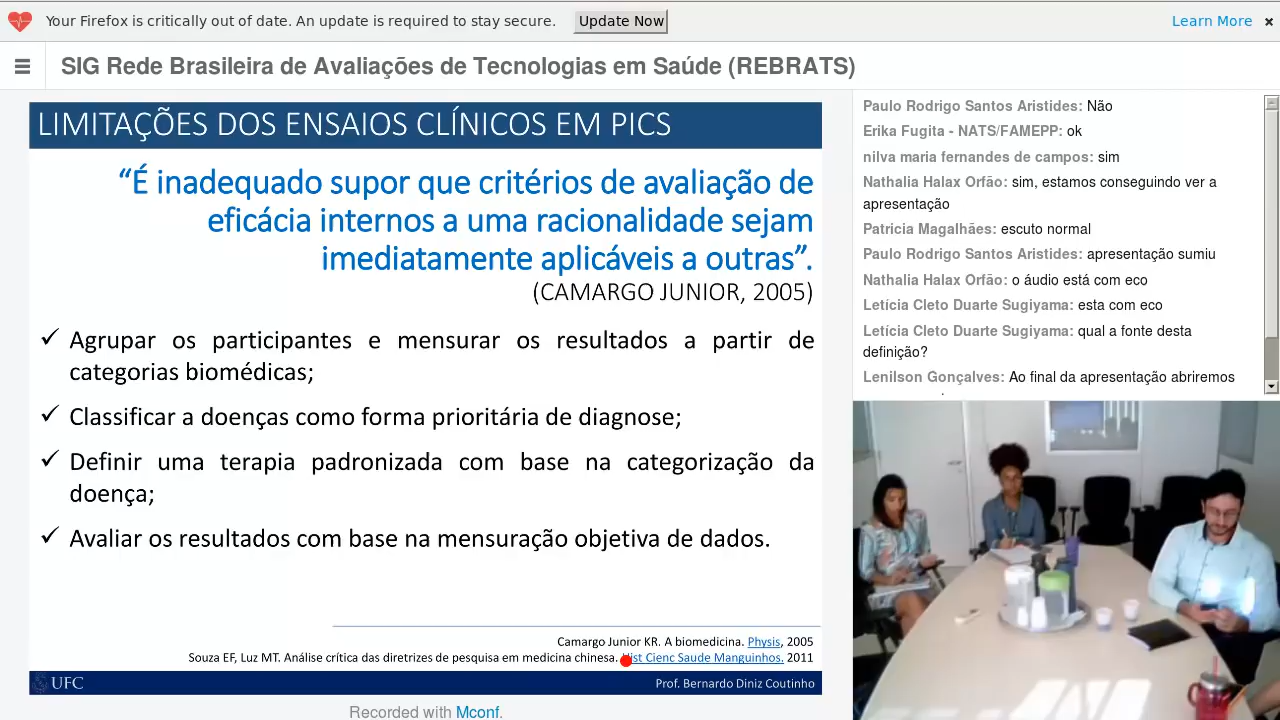 Your Firefox is critically out of date. An update is required to stay secure. Update Now Learn More ×
SIG Rede Brasileira de Avaliações de Tecnologias em Saúde (REBRATS)
LIMITAÇÕES DOS ENSAIOS CLÍNICOS EM PICS
“É inadequado supor que critérios de avaliação de
eficácia internos a uma racionalidade sejam
imediatamente aplicáveis a outras”.
(CAMARGO JUNIOR, 2005)
✓ Agrupar os participantes e mensurar os resultados a partir de
categorias biomédicas;
✓ Classificar a doenças como forma prioritária de diagnose;
✓ Definir uma terapia padronizada com base na categorização da
doença;
✓ Avaliar os resultados com base na mensuração objetiva de dados.
Camargo Junior KR. A biomedicina. Physis, 2005
Souza EF, Luz MT. Análise crítica das diretrizes de pesquisa em medicina chinesa. Hist Cienc Saude Manguinhos. 2011
UFC
Prof. Bernardo Diniz Coutinho
Recorded with Mconf.
Paulo Rodrigo Santos Aristides: Não
Erika Fugita - NATS/FAMEPP: ok
nilva maria fernandes de campos: sim
Nathalia Halax Orfão: sim, estamos conseguindo ver a
apresentação
Patricia Magalhães: escuto normal
Paulo Rodrigo Santos Aristides: apresentação sumiu
Nathalia Halax Orfão: o áudio está com eco
Letícia Cleto Duarte Sugiyama: esta com eco
Letícia Cleto Duarte Sugiyama: qual a fonte desta
definição?
Lenilson Gonçalves: Ao final da apresentação abriremos